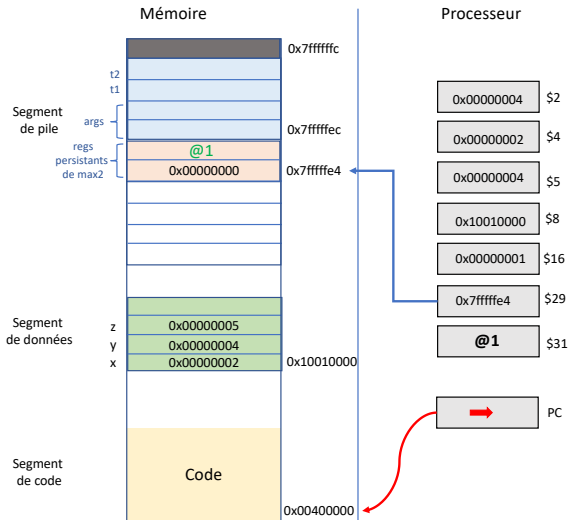 Mémoire
Processeur
0x7ffffffc
t2
t1
Segment
de pile
args
0x7fffffec
regs
persistants
de max2
@1
0x00000000
0x7fffffe4
0x00000004
$2
0x00000002
$4
0x00000004
$5
0x10010000
$8
0x00000001
$16
0x7fffffe4
$29
@1
$31
PC
Segment
de données
z
0x00000005
y
0x00000004
x
0x00000002
0x10010000
Segment
de code
Code
0x00400000